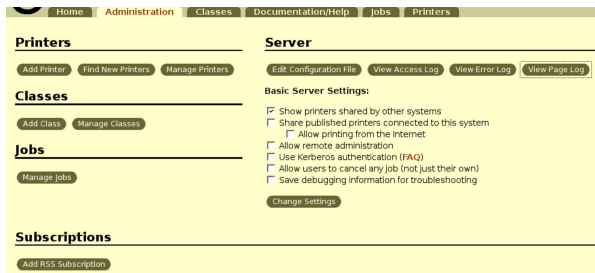 Home Administration Classes Documentation/Help Jobs Printers
Printers
Add Printer Find New Printers Manage Printers
Classes
Add Class Manage Classes
Jobs
Manage Jobs
Server
Edit Configuration File View Access Log View Error Log View Page Log
Basic Server Settings:
Show printers shared by other systems
Share published printers connected to this system
Allow printing from the Internet
Allow remote administration
Use Kerberos authentication (FAQ)
Allow users to cancel any job (not just their own)
Save debugging information for troubleshooting
Change Settings
Subscriptions
Add RSS Subscription